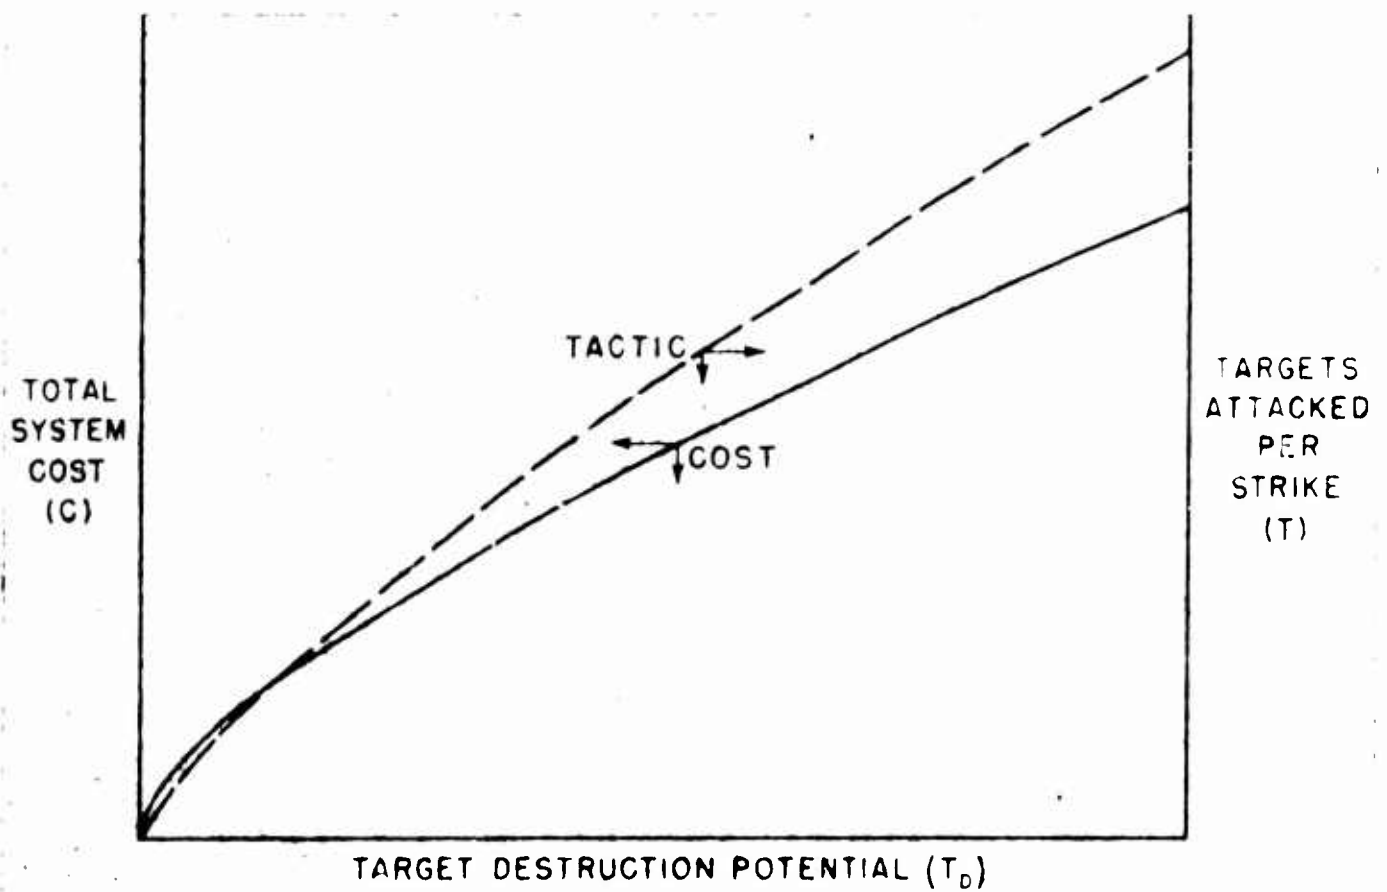 TACTIC
TOTAL
SYSTEM
COST
(C)
COST
TARGETS
ATTACKED
PER
STRIKE
(T)
TARGET DESTRUCTION POTENTIAL (T_D)